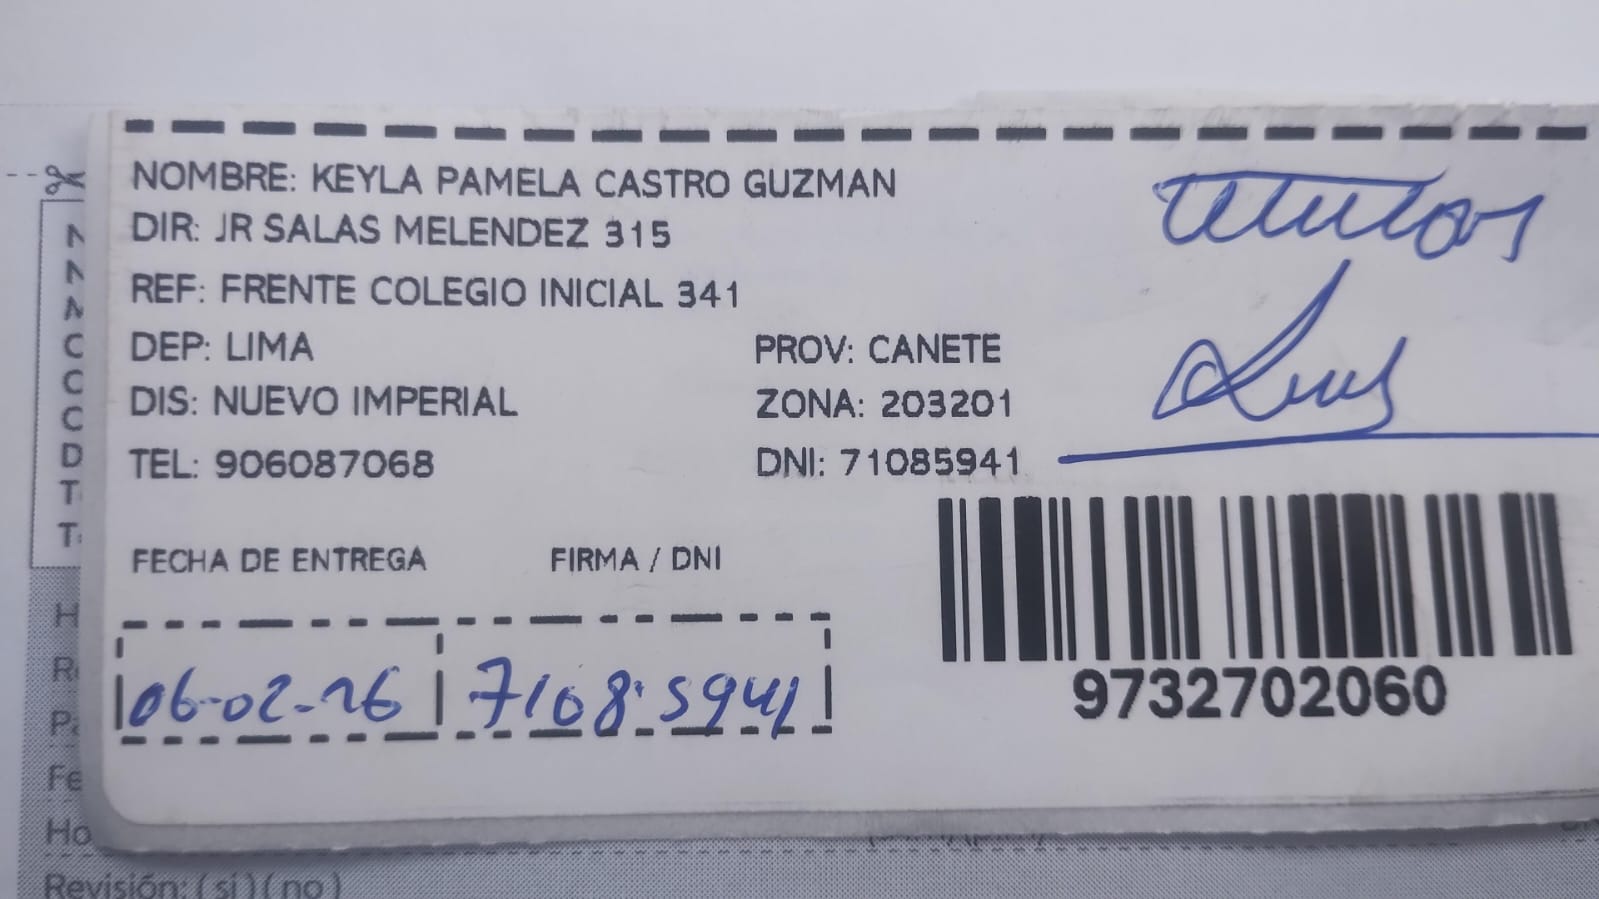 NOMBRE: KEYLA PAMELA CASTRO GUZMAN
DIR: JR SALAS MELENDEZ 315
REF: FRENTE COLEGIO INICIAL 341
DEP: LIMA PROV: CANETE
DIS: NUEVO IMPERIAL ZONA: 203201
TEL: 906087068 DNI: 71085941
FECHA DE ENTREGA FIRMA / DNI
06-02-26 71085941
9732702060
Revisión: ( si ) ( no )